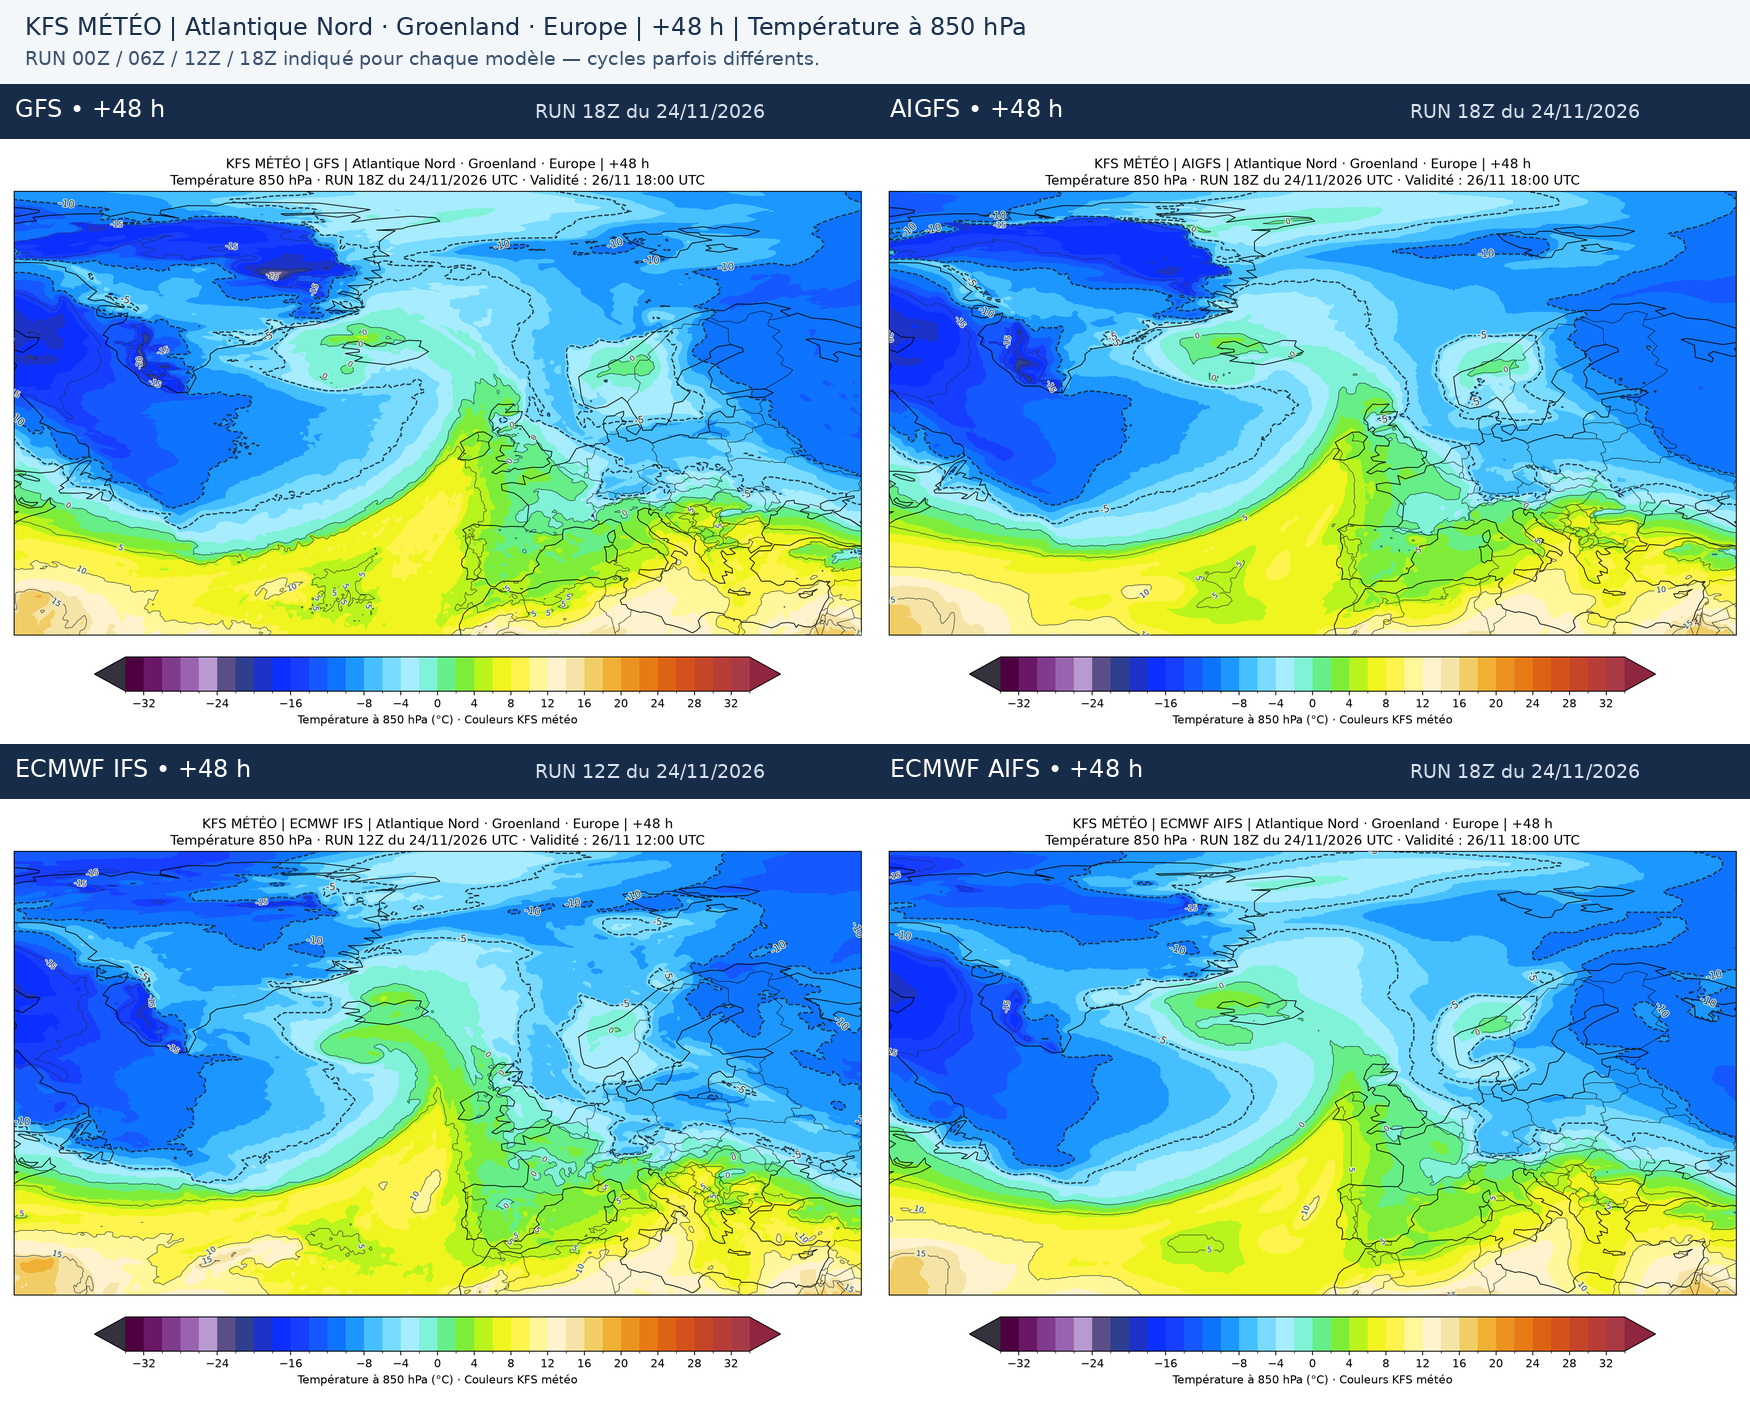 KFS MÉTÉO | Atlantique Nord · Groenland · Europe | +48 h | Température à 850 hPa
RUN 00Z / 06Z / 12Z / 18Z indiqué pour chaque modèle — cycles parfois différents.
GFS • +48 h
RUN 18Z du 24/11/2026
KFS MÉTÉO | GFS | Atlantique Nord · Groenland · Europe | +48 h
Température 850 hPa · RUN 18Z du 24/11/2026 UTC · Validité : 26/11 18:00 UTC
−32 −24 −16 −8 −4 0 4 8 12 16 20 24 28 32
Température à 850 hPa (°C) · Couleurs KFS météo
AIGFS • +48 h
RUN 18Z du 24/11/2026
KFS MÉTÉO | AIGFS | Atlantique Nord · Groenland · Europe | +48 h
Température 850 hPa · RUN 18Z du 24/11/2026 UTC · Validité : 26/11 18:00 UTC
−32 −24 −16 −8 −4 0 4 8 12 16 20 24 28 32
Température à 850 hPa (°C) · Couleurs KFS météo
ECMWF IFS • +48 h
RUN 12Z du 24/11/2026
KFS MÉTÉO | ECMWF IFS | Atlantique Nord · Groenland · Europe | +48 h
Température 850 hPa · RUN 12Z du 24/11/2026 UTC · Validité : 26/11 12:00 UTC
−32 −24 −16 −8 −4 0 4 8 12 16 20 24 28 32
Température à 850 hPa (°C) · Couleurs KFS météo
ECMWF AIFS • +48 h
RUN 18Z du 24/11/2026
KFS MÉTÉO | ECMWF AIFS | Atlantique Nord · Groenland · Europe | +48 h
Température 850 hPa · RUN 18Z du 24/11/2026 UTC · Validité : 26/11 18:00 UTC
−32 −24 −16 −8 −4 0 4 8 12 16 20 24 28 32
Température à 850 hPa (°C) · Couleurs KFS météo